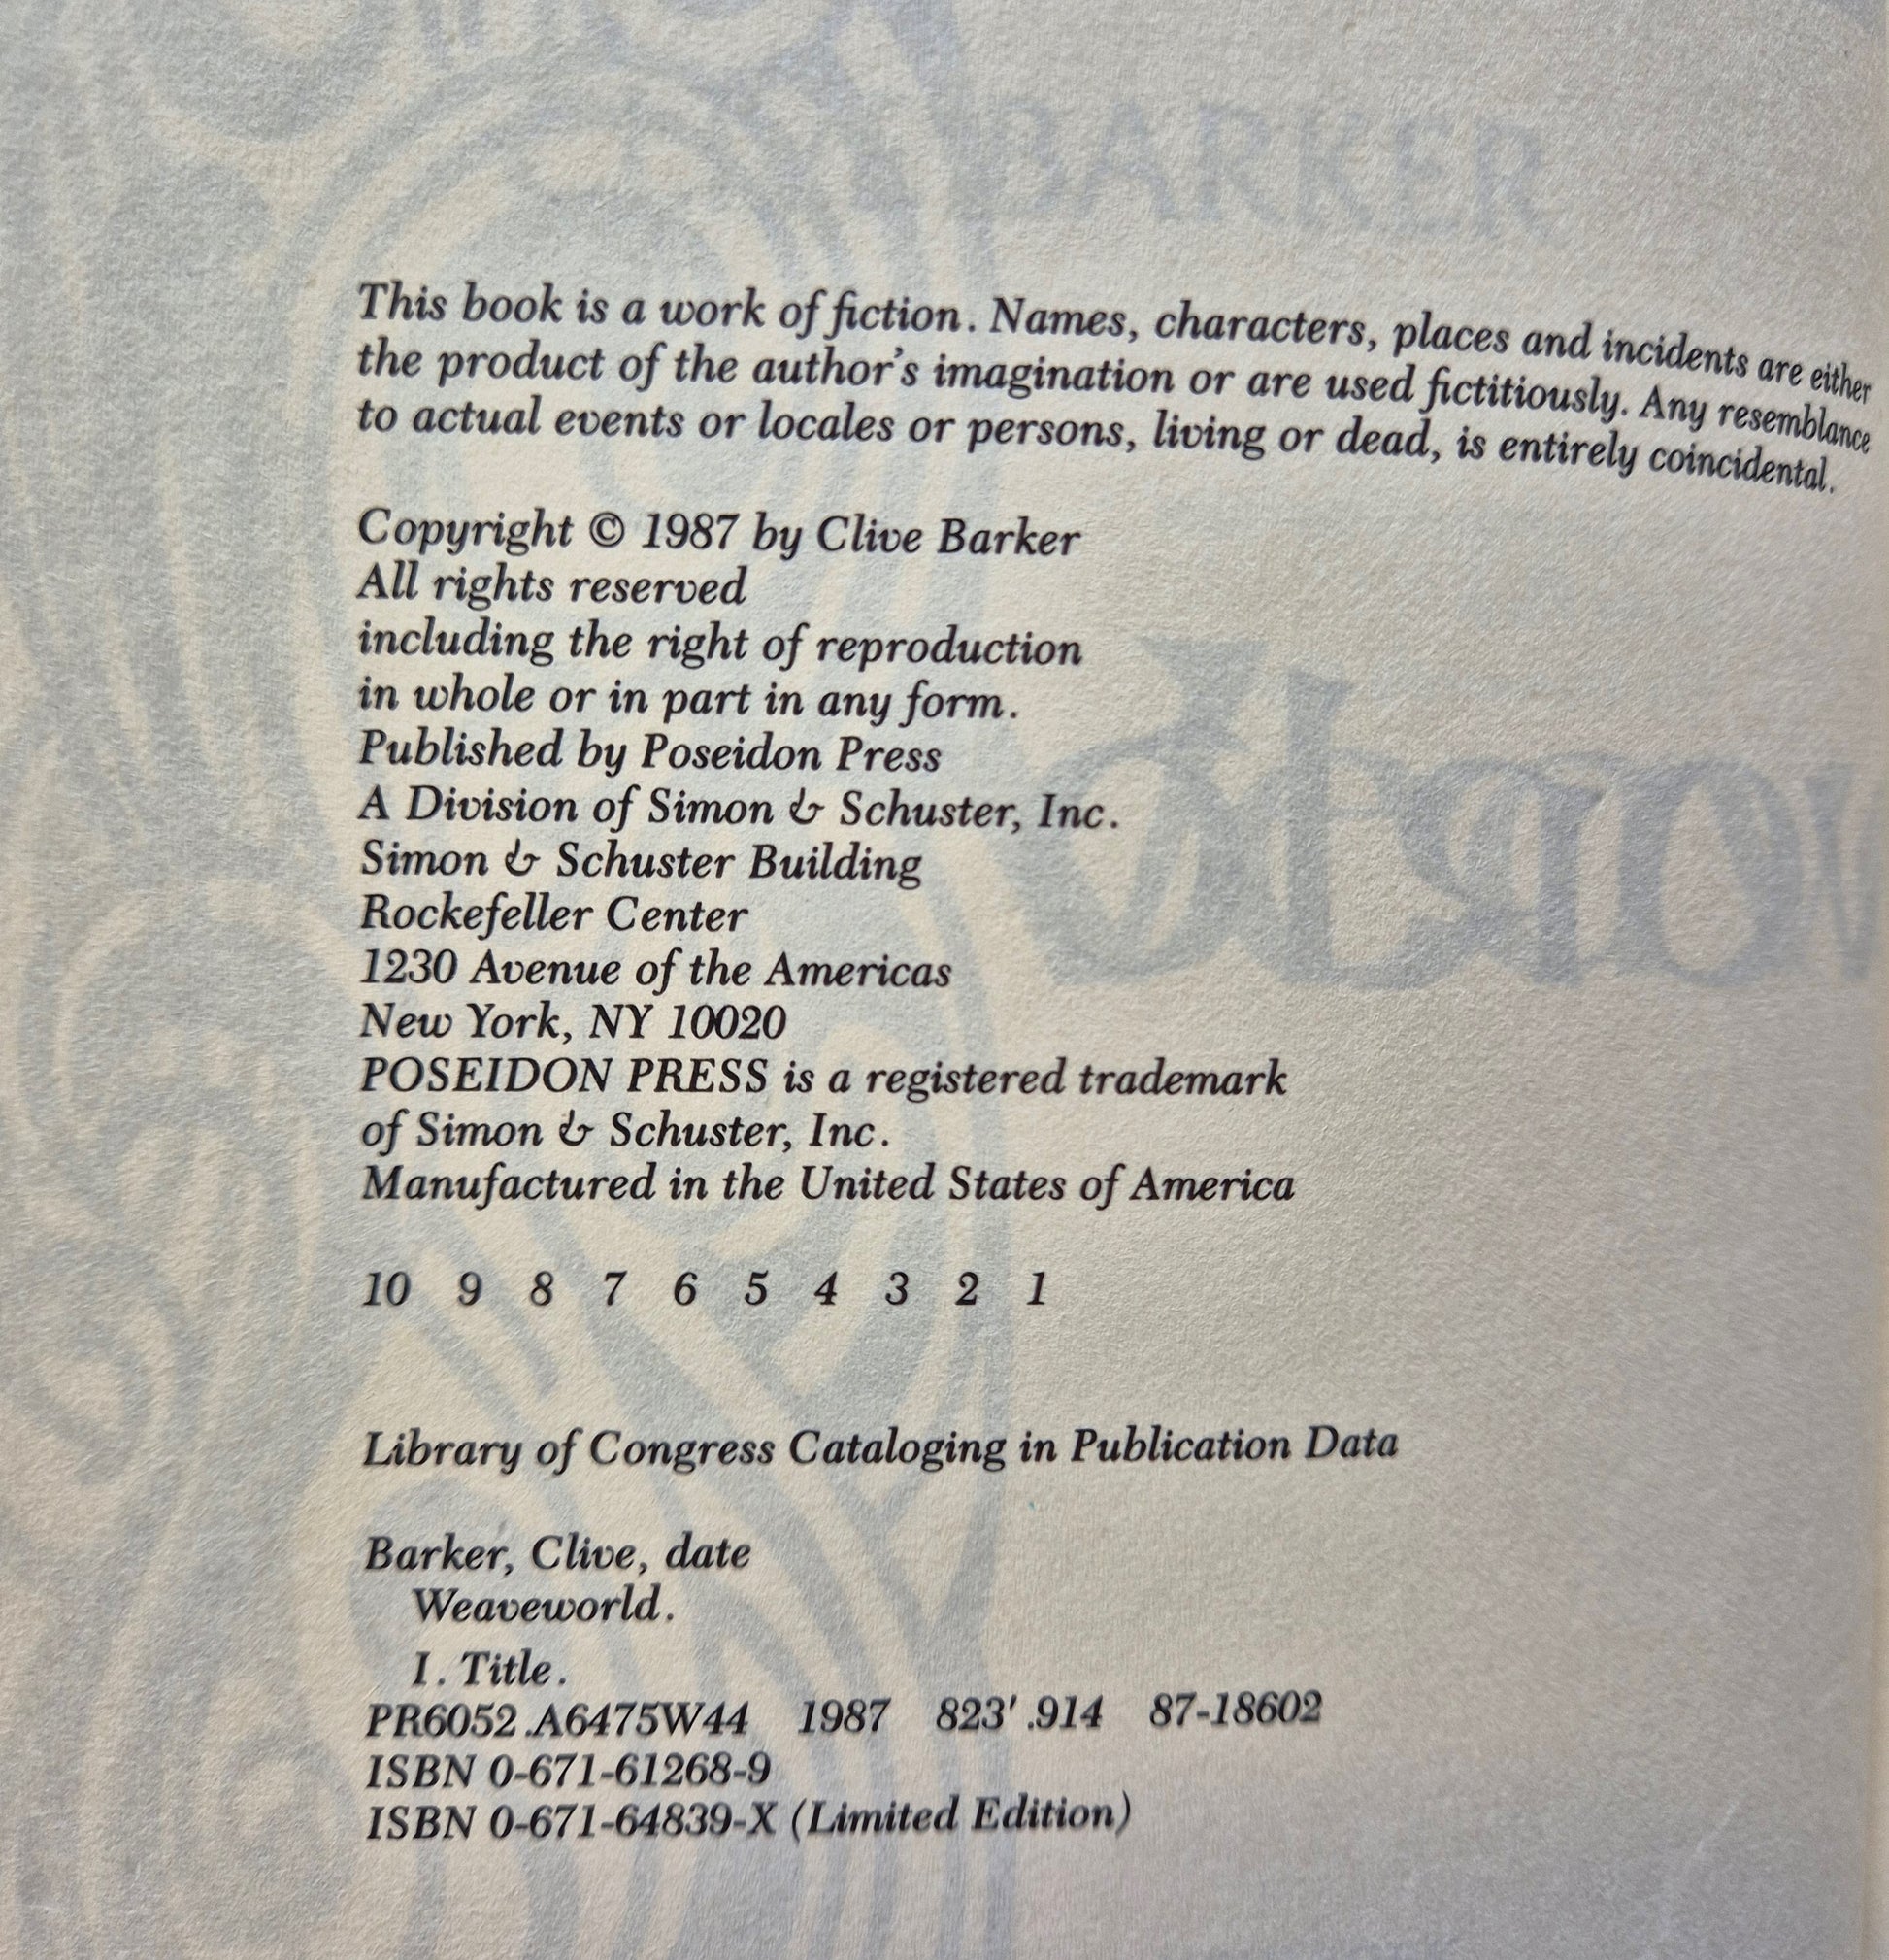 BARKER
This book is a work of fiction. Names, characters, places and incidents are either
the product of the author's imagination or are used fictitiously. Any resemblance
to actual events or locales or persons, living or dead, is entirely coincidental.
Copyright © 1987 by Clive Barker
All rights reserved
including the right of reproduction
in whole or in part in any form.
Published by Poseidon Press
A Division of Simon & Schuster, Inc.
Simon & Schuster Building
Rockefeller Center
1230 Avenue of the Americas
New York, NY 10020
POSEIDON PRESS is a registered trademark
of Simon & Schuster, Inc.
Manufactured in the United States of America
10 9 8 7 6 5 4 3 2 1
Library of Congress Cataloging in Publication Data
Barker, Clive, date
Weaveworld.
I. Title.
PR6052.A6475W44 1987 823'.914 87-18602
ISBN 0-671-61268-9
ISBN 0-671-64839-X (Limited Edition)